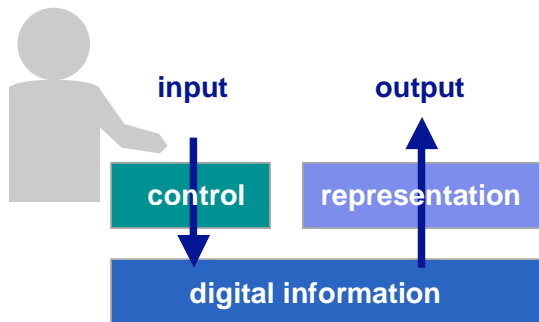 input output
control representation
digital information